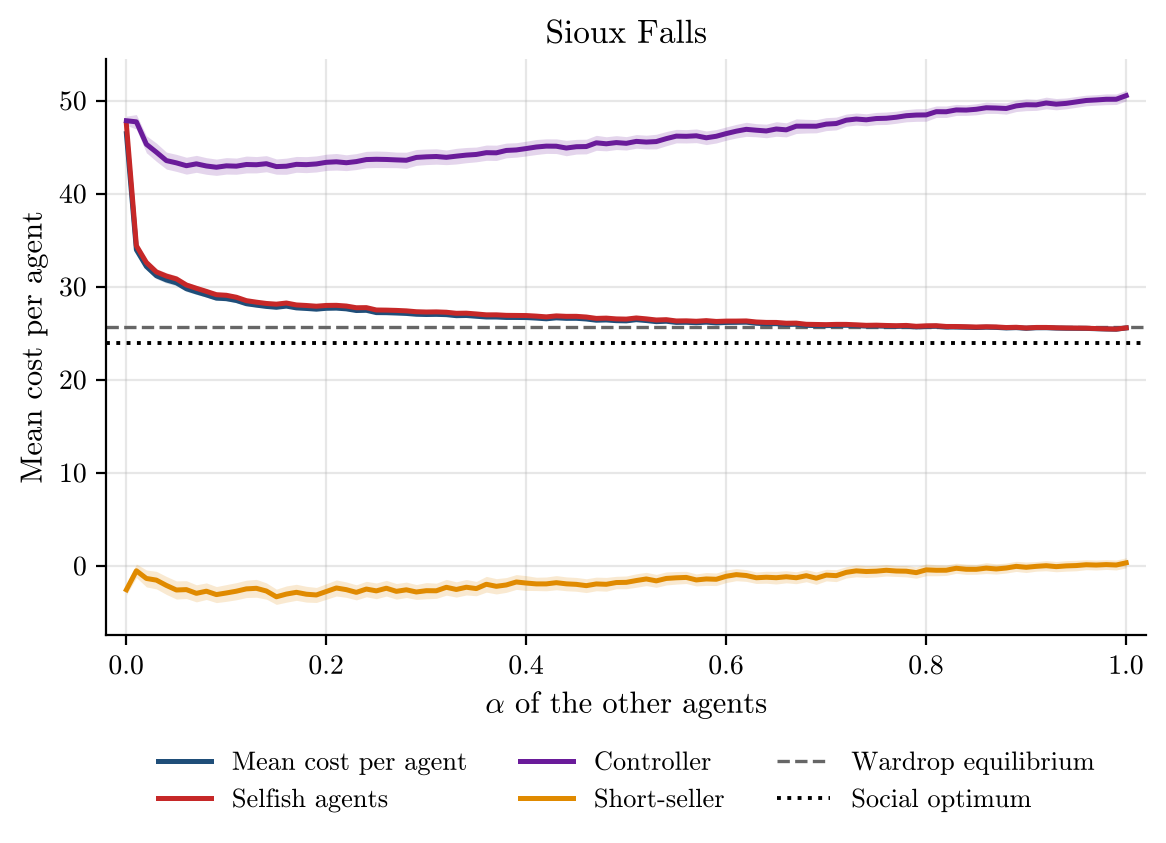 Sioux Falls
Mean cost per agent
50
40
30
20
10
0
0.0 0.2 0.4 0.6 0.8 1.0
α of the other agents
Mean cost per agent Controller Wardrop equilibrium
Selfish agents Short-seller Social optimum